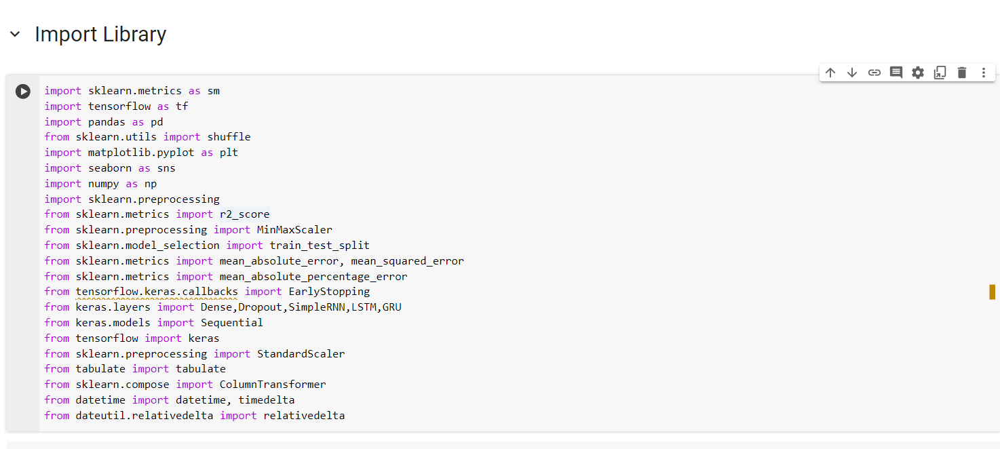 Import Library
import sklearn.metrics as sm
import tensorflow as tf
import pandas as pd
from sklearn.utils import shuffle
import matplotlib.pyplot as plt
import seaborn as sns
import numpy as np
import sklearn.preprocessing
from sklearn.metrics import r2_score
from sklearn.preprocessing import MinMaxScaler
from sklearn.model_selection import train_test_split
from sklearn.metrics import mean_absolute_error, mean_squared_error
from sklearn.metrics import mean_absolute_percentage_error
from tensorflow.keras.callbacks import EarlyStopping
from keras.layers import Dense,Dropout,SimpleRNN,LSTM,GRU
from keras.models import Sequential
from tensorflow import keras
from sklearn.preprocessing import StandardScaler
from tabulate import tabulate
from sklearn.compose import ColumnTransformer
from datetime import datetime, timedelta
from dateutil.relativedelta import relativedelta